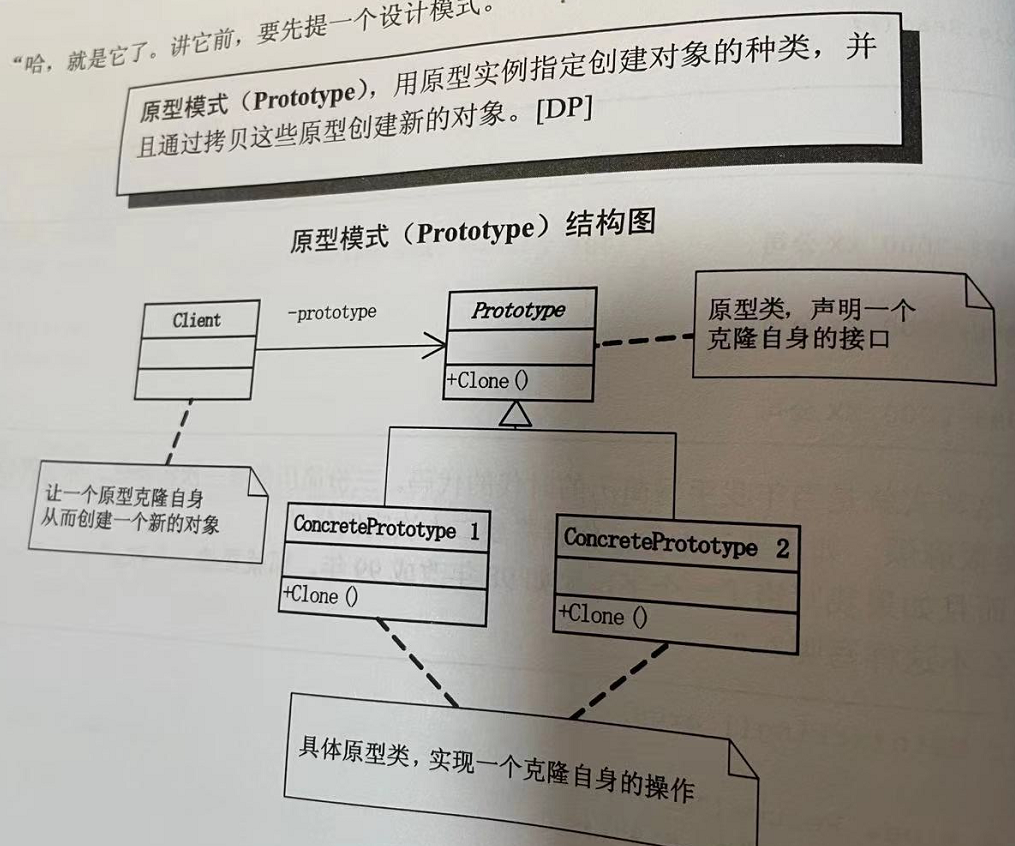 “哈，就是它了。讲它前，要先提一个设计模式。
原型模式（Prototype），用原型实例指定创建对象的种类，并
且通过拷贝这些原型创建新的对象。[DP]
原型模式（Prototype）结构图
Client
-prototype
Prototype
+Clone()
原型类，声明一个
克隆自身的接口
让一个原型克隆自身
从而创建一个新的对象
ConcretePrototype 1
+Clone()
ConcretePrototype 2
+Clone()
具体原型类，实现一个克隆自身的操作